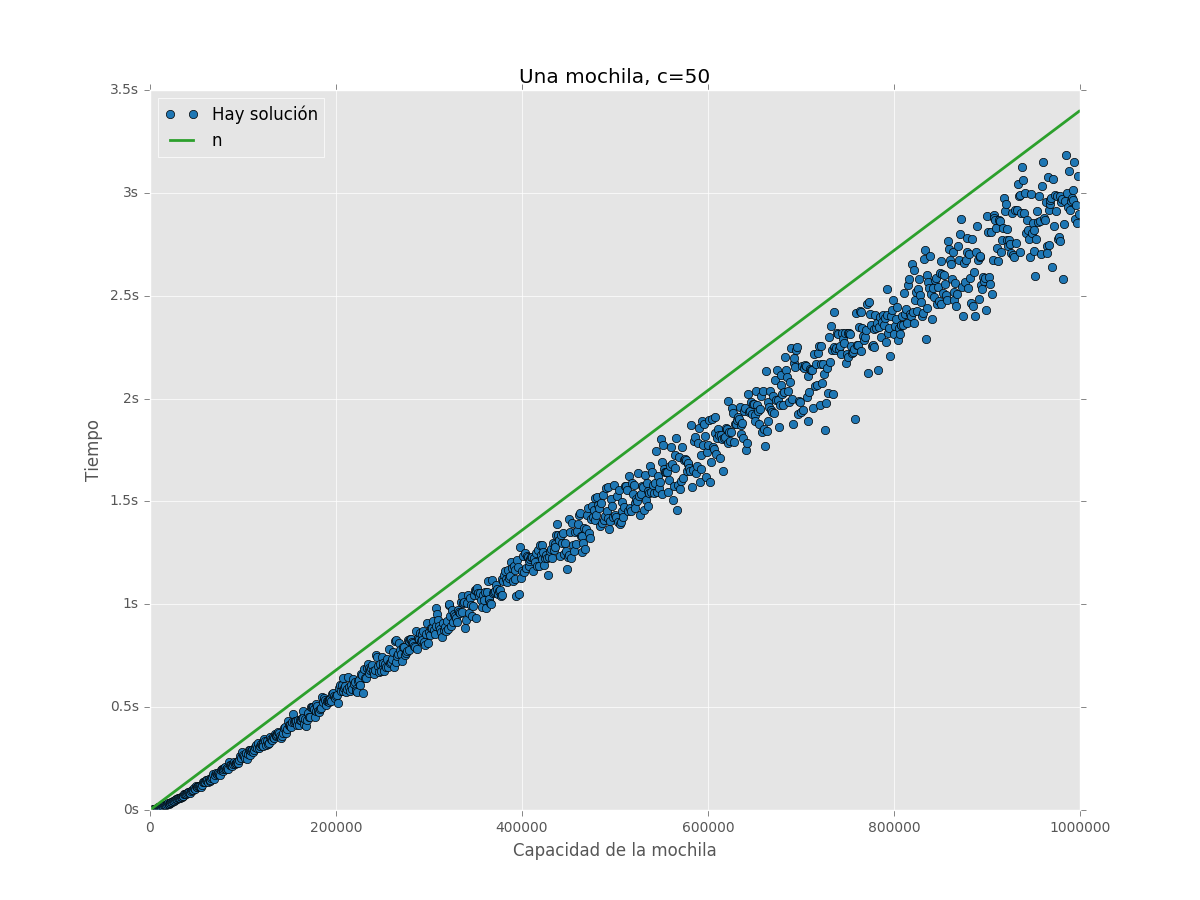 Una mochila, c=50
3.5s
3s
2.5s
2s
1.5s
1s
0.5s
0s
Hay solución
n
Tiempo
0
200000
400000
600000
800000
1000000
Capacidad de la mochila